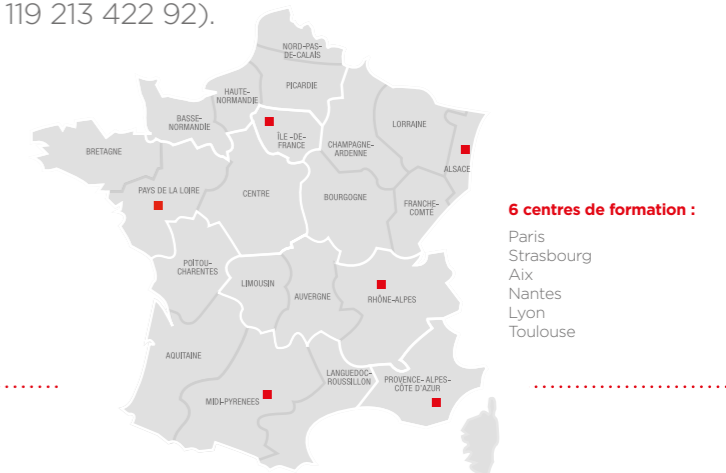 119 213 422 92).
NORD-PAS-
DE-CALAIS
PICARDIE
HAUTE-
NORMANDIE
BASSE-
NORMANDIE
ÎLE -DE-
FRANCE
CHAMPAGNE-
ARDENNE
LORRAINE
ALSACE
BRETAGNE
PAYS DE LA LOIRE
CENTRE
BOURGOGNE
FRANCHE-
COMTÉ
POITOU-
CHARENTES
LIMOUSIN
AUVERGNE
RHÔNE-ALPES
AQUITAINE
MIDI-PYRENEES
LANGUEDOC-
ROUSSILLON
PROVENCE- ALPES-
CÔTE D'AZUR
6 centres de formation :
Paris
Strasbourg
Aix
Nantes
Lyon
Toulouse